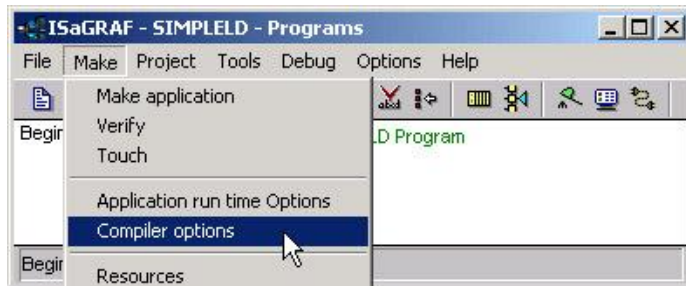 ISaGRAF - SIMPLELD - Programs
File Make Project Tools Debug Options Help
Make application
Begin
Verify
LD Program
Touch
Application run time Options
Compiler options
Begin
Resources